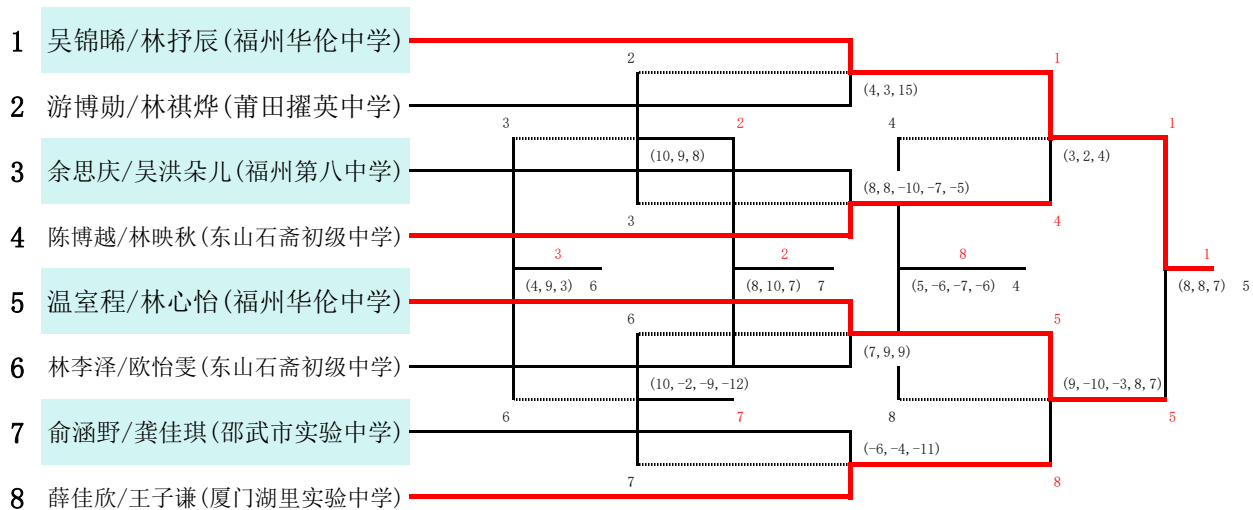 1 吴锦晞/林抒辰(福州华伦中学)
1
2
2 游博勋/林祺烨(莆田擢英中学)
(4, 3, 15)
3
2
4
1
(10, 9, 8)
(3, 2, 4)
3 余思庆/吴洪朵儿(福州第八中学)
(8, 8, -10, -7, -5)
3
4
4 陈博越/林映秋(东山石斋初级中学)
3
2
8
1
(4, 9, 3) 6
(8, 10, 7) 7
(5, -6, -7, -6) 4
(8, 8, 7) 5
5 温室程/林心怡(福州华伦中学)
6
5
(7, 9, 9)
6 林李泽/欧怡雯(东山石斋初级中学)
(10, -2, -9, -12)
(9, -10, -3, 8, 7)
6
7
8
5
7 俞涵野/龚佳琪(邵武市实验中学)
(-6, -4, -11)
7
8
8 薛佳欣/王子谦(厦门湖里实验中学)